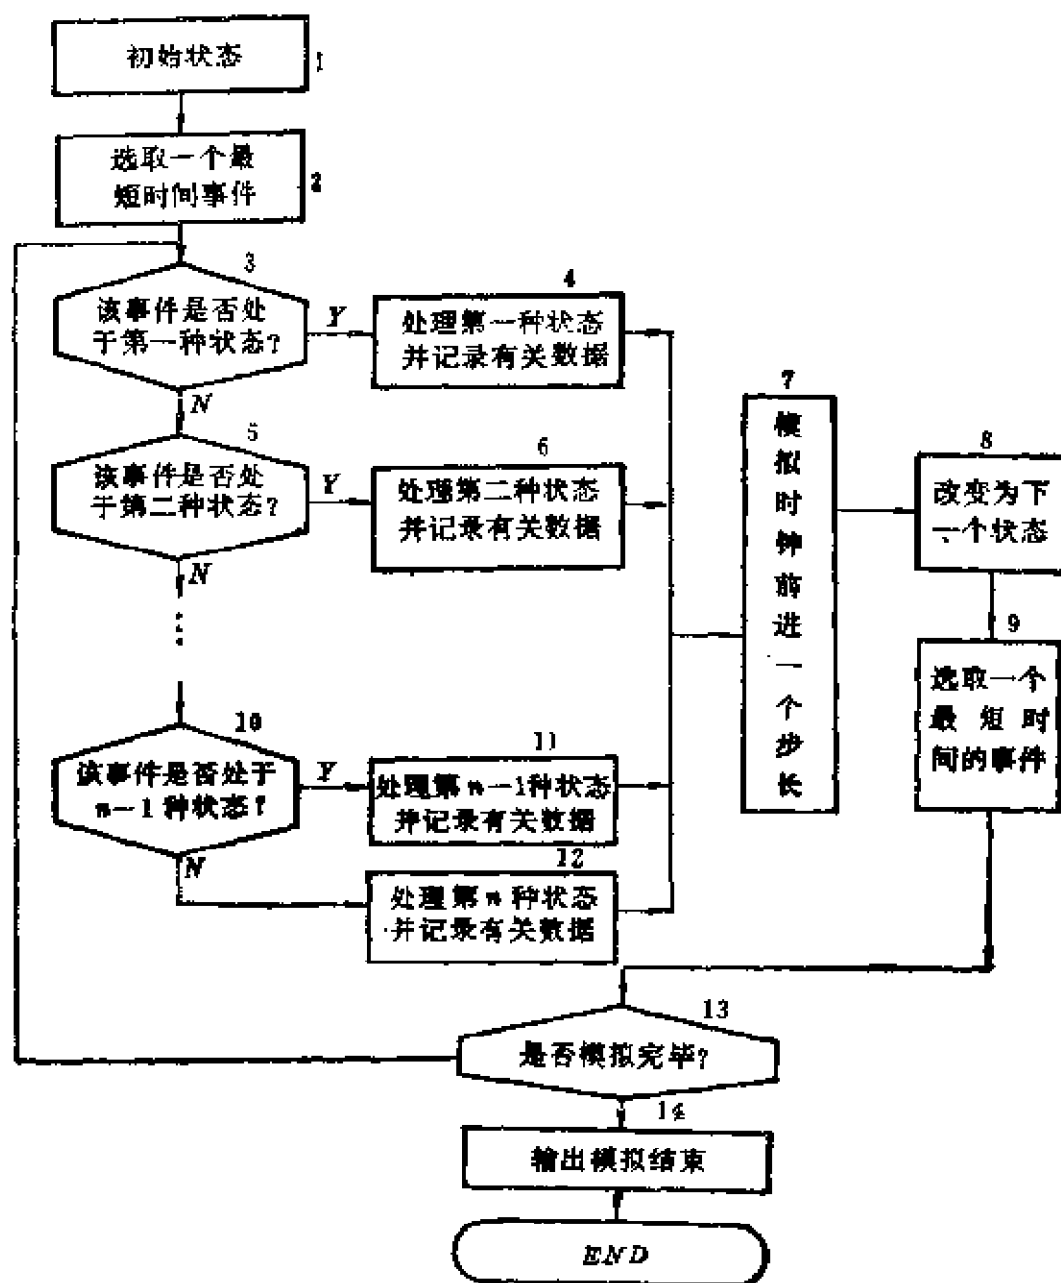 初始状态
1
选取一个最
短时间事件
2
3
该事件是否处
于第一种状态?
Y
4
处理第一种状态
并记录有关数据
N
5
该事件是否处
于第二种状态?
Y
6
处理第二种状态
并记录有关数据
N
7
模拟时钟前进一个步长
8
改变为下
一个状态
9
选取一个
最短时
间的事件
10
该事件是否处于
n-1种状态?
Y
11
处理第n-1种状态
并记录有关数据
N
12
处理第n种状态
并记录有关数据
13
是否模拟完毕?
14
输出模拟结束
END